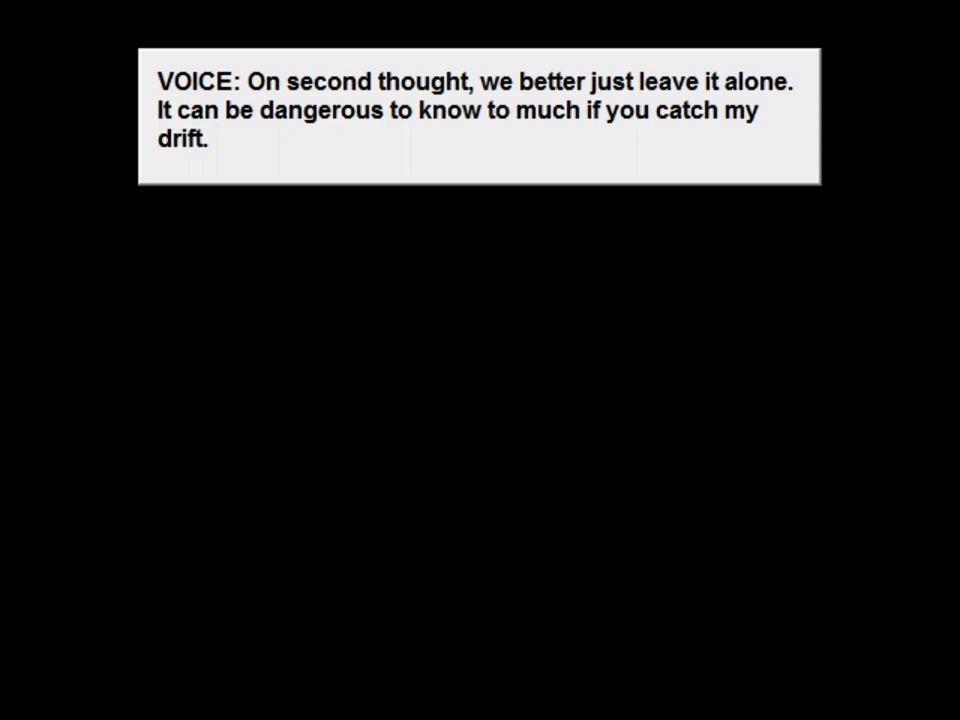 VOICE: On second thought, we better just leave it alone.
It can be dangerous to know to much if you catch my
drift.